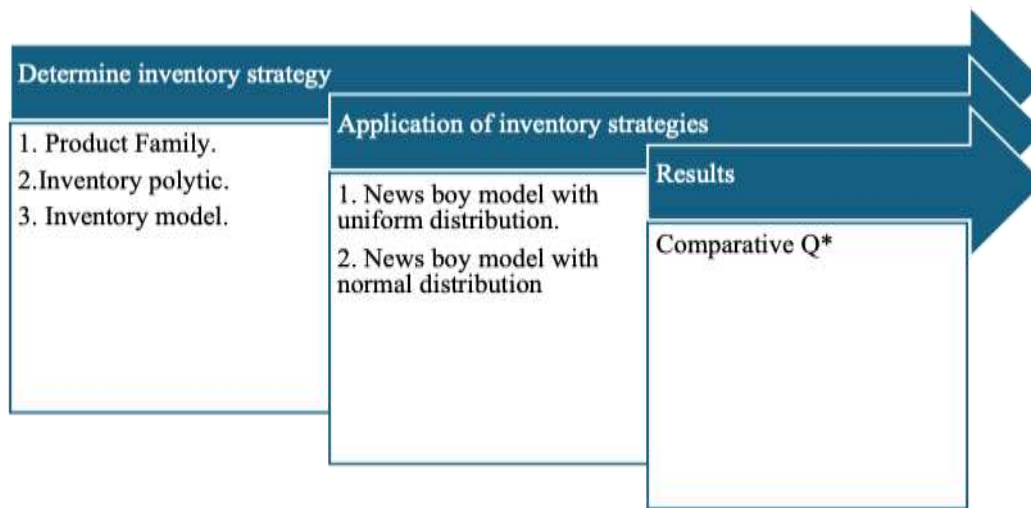 Determine inventory strategy
1. Product Family.
2.Inventory polytic.
3. Inventory model.
Application of inventory strategies
1. News boy model with
uniform distribution.
2. News boy model with
normal distribution
Results
Comparative Q*